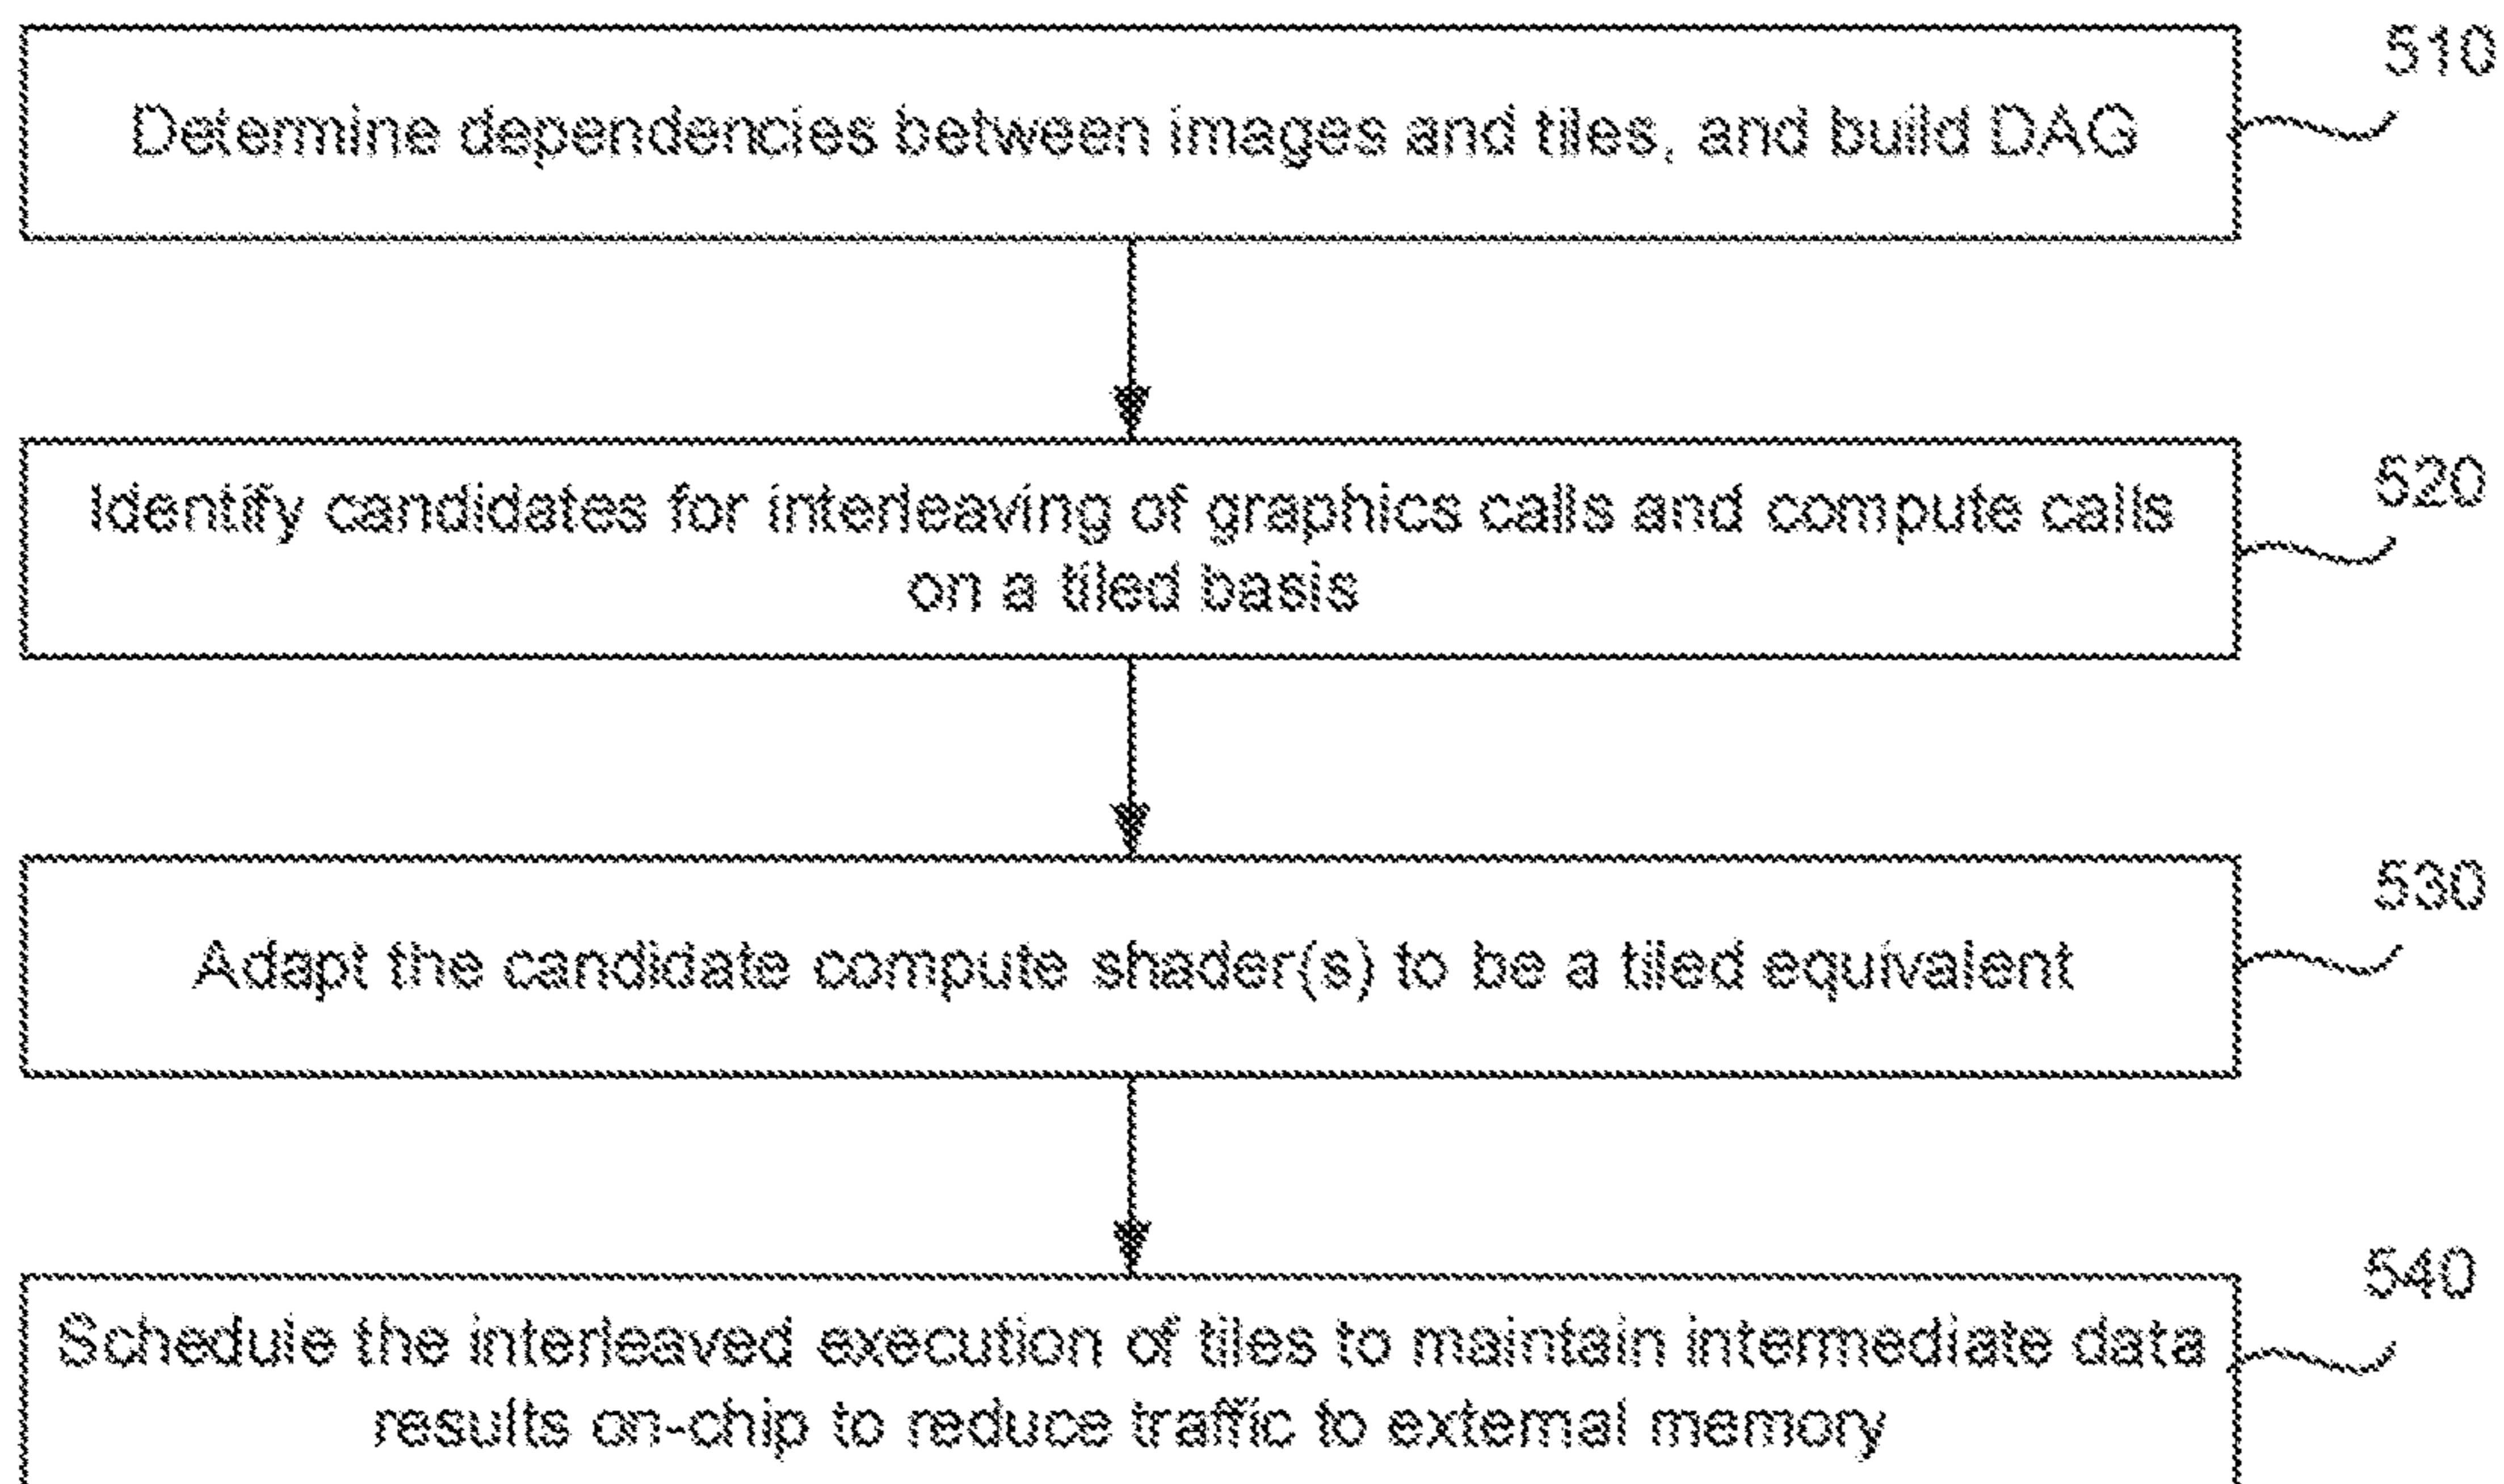 510
Determine dependencies between images and tiles, and build DAG
520
Identify candidates for interleaving of graphics calls and compute calls
on a tiled basis
530
Adapt the candidate compute shader(s) to be a tiled equivalent
540
Schedule the interleaved execution of tiles to maintain intermediate data
results on-chip to reduce traffic to external memory